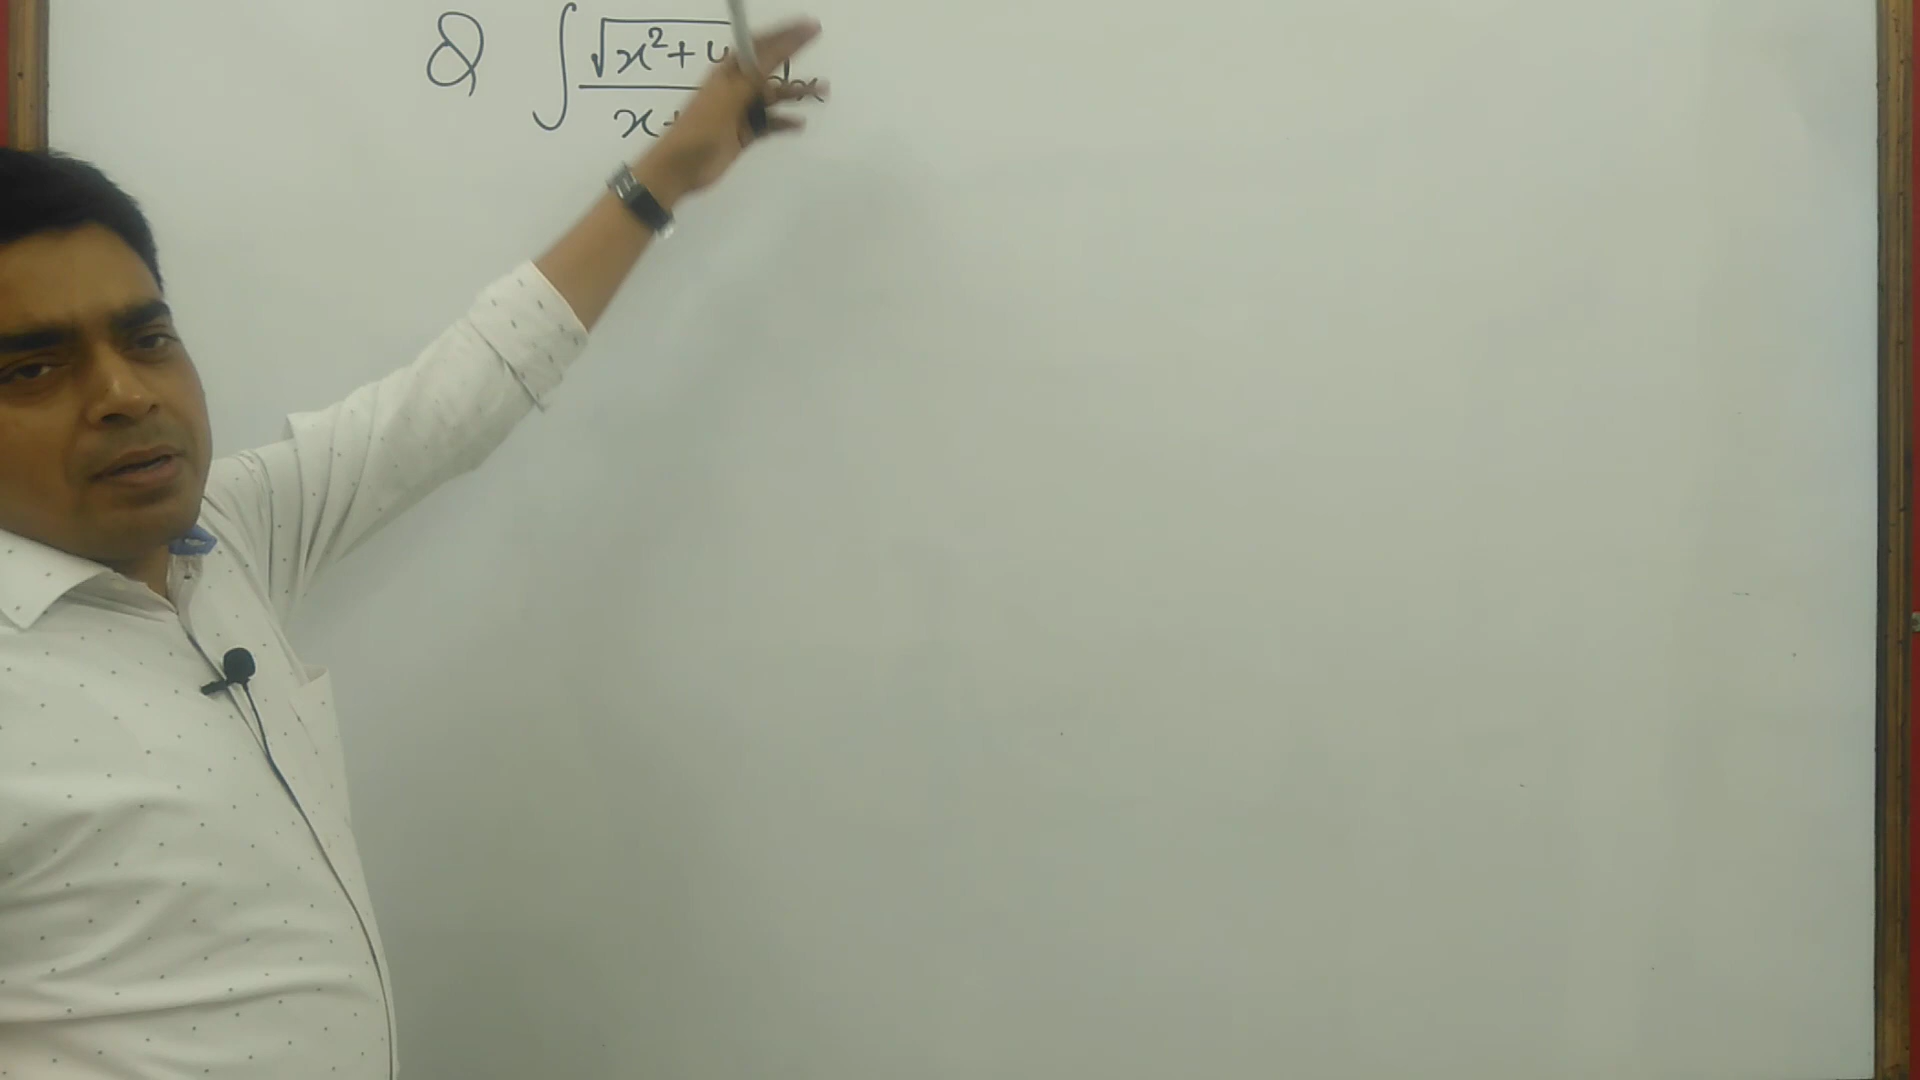 Q ∫ √x²+4 / x+ dx